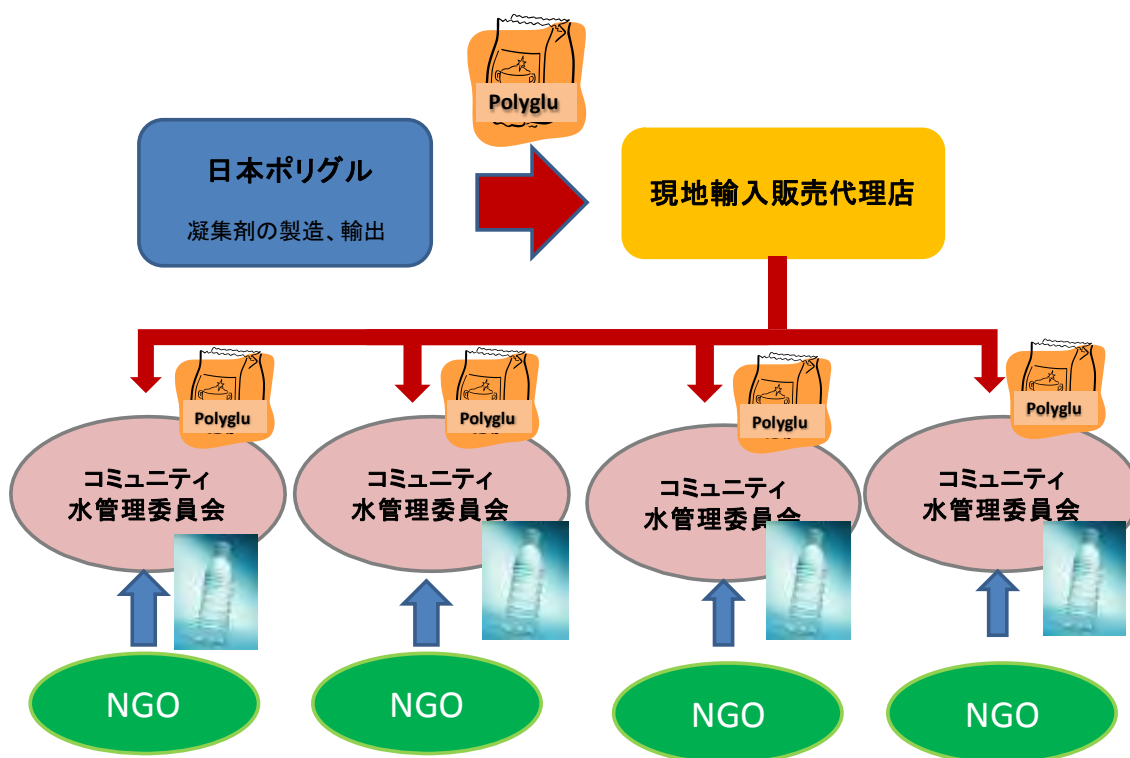 Polyglu
日本ポリグル
凝集剤の製造、輸出
現地輸入販売代理店
Polyglu
Polyglu
Polyglu
Polyglu
コミュニティ
水管理委員会
コミュニティ
水管理委員会
コミュニティ
水管理委員会
コミュニティ
水管理委員会
NGO
NGO
NGO
NGO